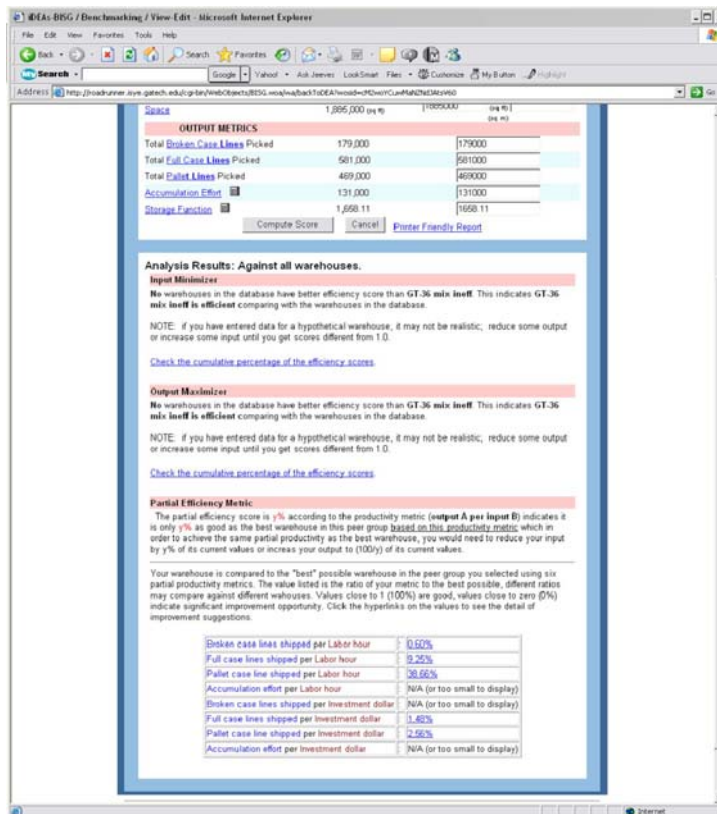 iDEAs-BISG / Benchmarking / View-Edit - Microsoft Internet Explorer
File Edit View Favorites Tools Help
Back Search Favorites
Search Google Yahoo! Ask Jeeves LookSmart Files Customize My Button Highlight
Address Go
Space 1,885,000 (sq ft) 1885000 (sq ft)
(sq m)
OUTPUT METRICS
Total Broken Case Lines Picked 179,000 179000
Total Full Case Lines Picked 581,000 581000
Total Pallet Lines Picked 469,000 469000
Accumulation Effort 131,000 131000
Storage Function 1,658.11 1658.11
Compute Score Cancel Printer Friendly Report
Analysis Results: Against all warehouses.
Input Minimizer
No warehouses in the database have better efficiency score than GT-36 mix ineff. This indicates GT-36
mix ineff is efficient comparing with the warehouses in the database.
NOTE: if you have entered data for a hypothetical warehouse, it may not be realistic; reduce some output
or increase some input until you get scores different from 1.0.
Check the cumulative percentage of the efficiency scores.
Output Maximizer
No warehouses in the database have better efficiency score than GT-36 mix ineff. This indicates GT-36
mix ineff is efficient comparing with the warehouses in the database.
NOTE: if you have entered data for a hypothetical warehouse, it may not be realistic; reduce some output
or increase some input until you get scores different from 1.0.
Check the cumulative percentage of the efficiency scores.
Partial Efficiency Metric
The partial efficiency score is y% according to the productivity metric (output A per input B) indicates it
is only y% as good as the best warehouse in this peer group based on this productivity metric which in
order to achieve the same partial productivity as the best warehouse, you would need to reduce your input
by y% of its current values or increas your output to (100/y) of its current values.
Your warehouse is compared to the "best" possible warehouse in the peer group you selected using six
partial productivity metrics. The value listed is the ratio of your metric to the best possible, different ratios
may compare against different wahouses. Values close to 1 (100%) are good, values close to zero (0%)
indicate significant improvement opportunity. Click the hyperlinks on the values to see the detail of
improvement suggestions.
Broken case lines shipped per Labor hour : 0.60%
Full case lines shipped per Labor hour : 9.25%
Pallet case line shipped per Labor hour : 38.66%
Accumulation effort per Labor hour : N/A (or too small to display)
Broken case lines shipped per Investment dollar : N/A (or too small to display)
Full case lines shipped per Investment dollar : 1.48%
Pallet case line shipped per Investment dollar : 2.56%
Accumulation effort per Investment dollar : N/A (or too small to display)
Internet